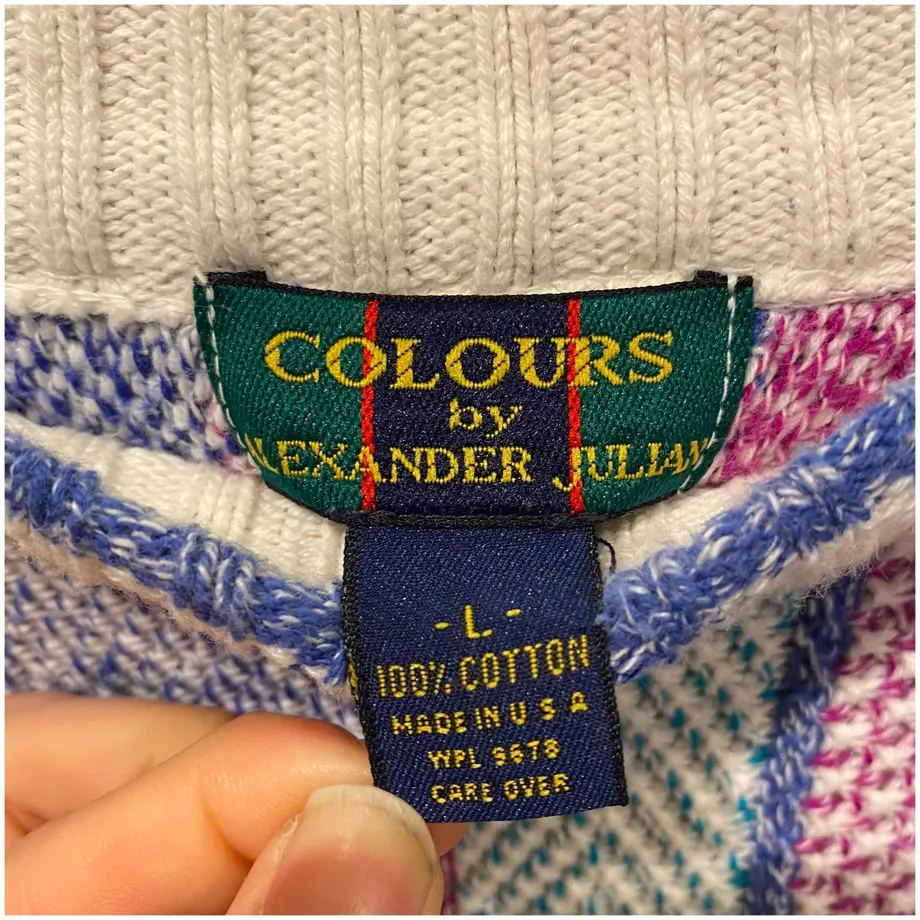 COLOURS
by
ALEXANDER JULIAN
- L -
100% COTTON
MADE IN U S A
WPL 9678
CARE OVER